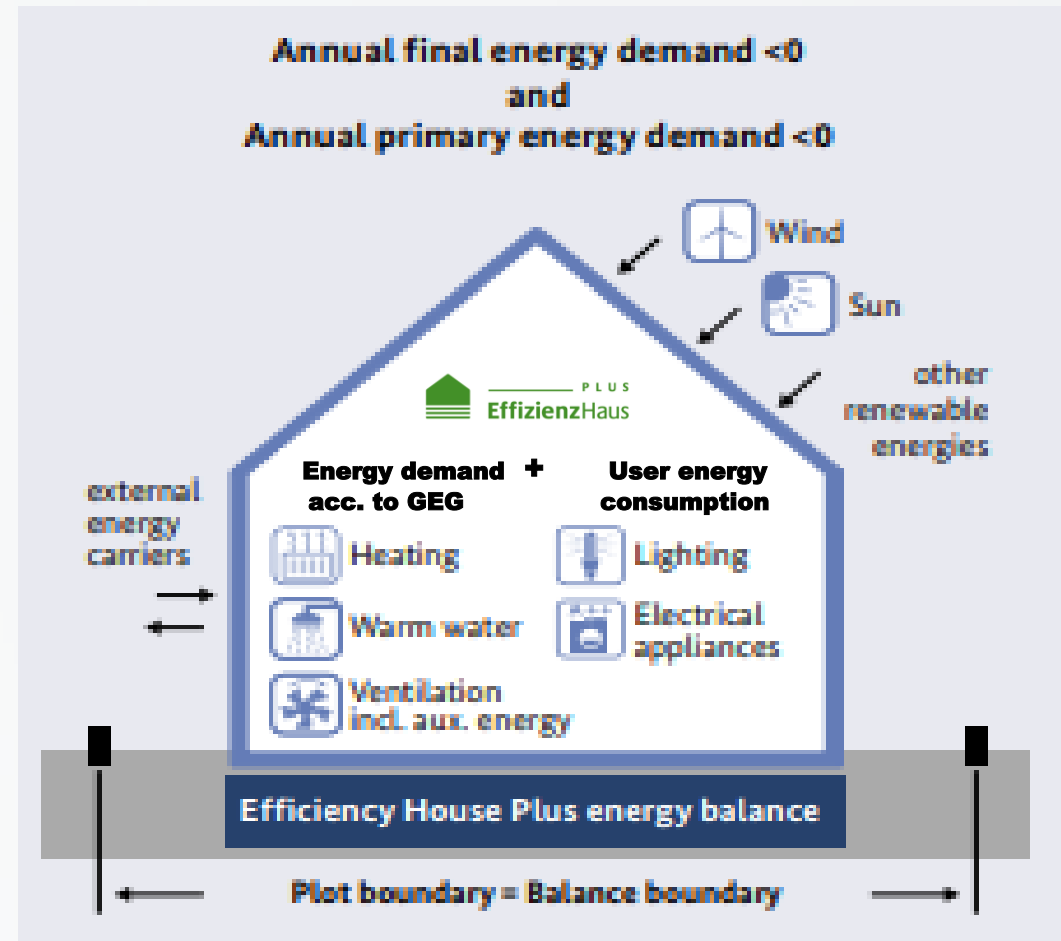 Annual final energy demand <0
and
Annual primary energy demand <0
Wind
Sun
other
renewable
energies
PLUS
EffizienzHaus
Energy demand + User energy
acc. to GEG consumption
external
energy
carriers
Heating
Lighting
Warm water
Electrical
appliances
Ventilation
incl. aux. energy
Efficiency House Plus energy balance
Plot boundary = Balance boundary